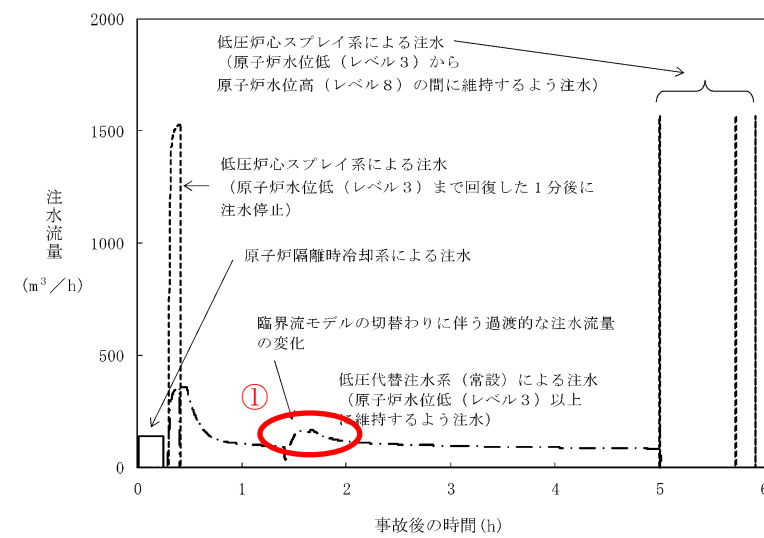 2000
1500
1000
500
0
注水流量
(m³/h)
低圧炉心スプレイ系による注水
（原子炉水位低（レベル３）から
原子炉水位高（レベル８）の間に維持するよう注水）
低圧炉心スプレイ系による注水
（原子炉水位低（レベル３）まで回復した１分後に
注水停止）
原子炉隔離時冷却系による注水
臨界流モデルの切替わりに伴う過渡的な注水流量
の変化
①
低圧代替注水系（常設）による注水
（原子炉水位低（レベル３）以上
に維持するよう注水）
0 1 2 3 4 5 6
事故後の時間(h)